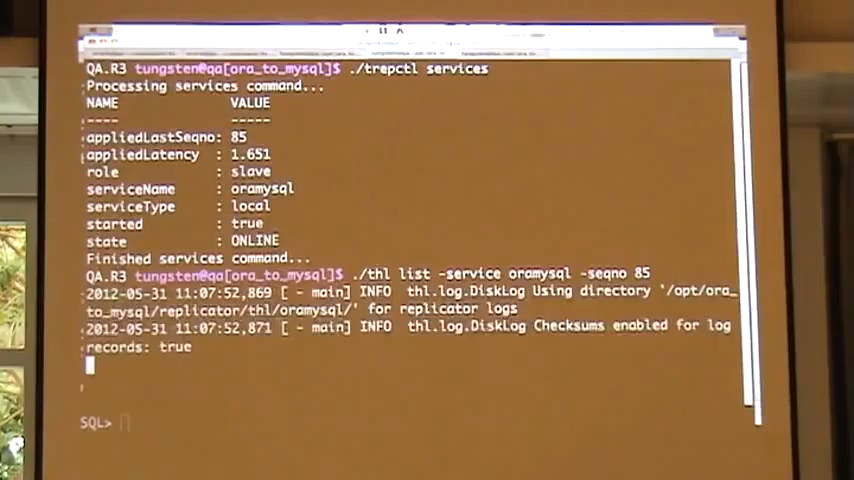 QA.R3 tungsten@qa[ora_to_mysql]$ ./trepctl services
Processing services command...
NAME VALUE
---- -----
appliedLastSeqno: 85
appliedLatency : 1.651
role : slave
serviceName : oramysql
serviceType : local
started : true
state : ONLINE
Finished services command...
QA.R3 tungsten@qa[ora_to_mysql]$ ./thl list -service oramysql -seqno 85
2012-05-31 11:07:52,869 [ - main] INFO thl.log.DiskLog Using directory '/opt/ora_
to_mysql/replicator/thl/oramysql/' for replicator logs
2012-05-31 11:07:52,871 [ - main] INFO thl.log.DiskLog Checksums enabled for log
records: true
SQL>